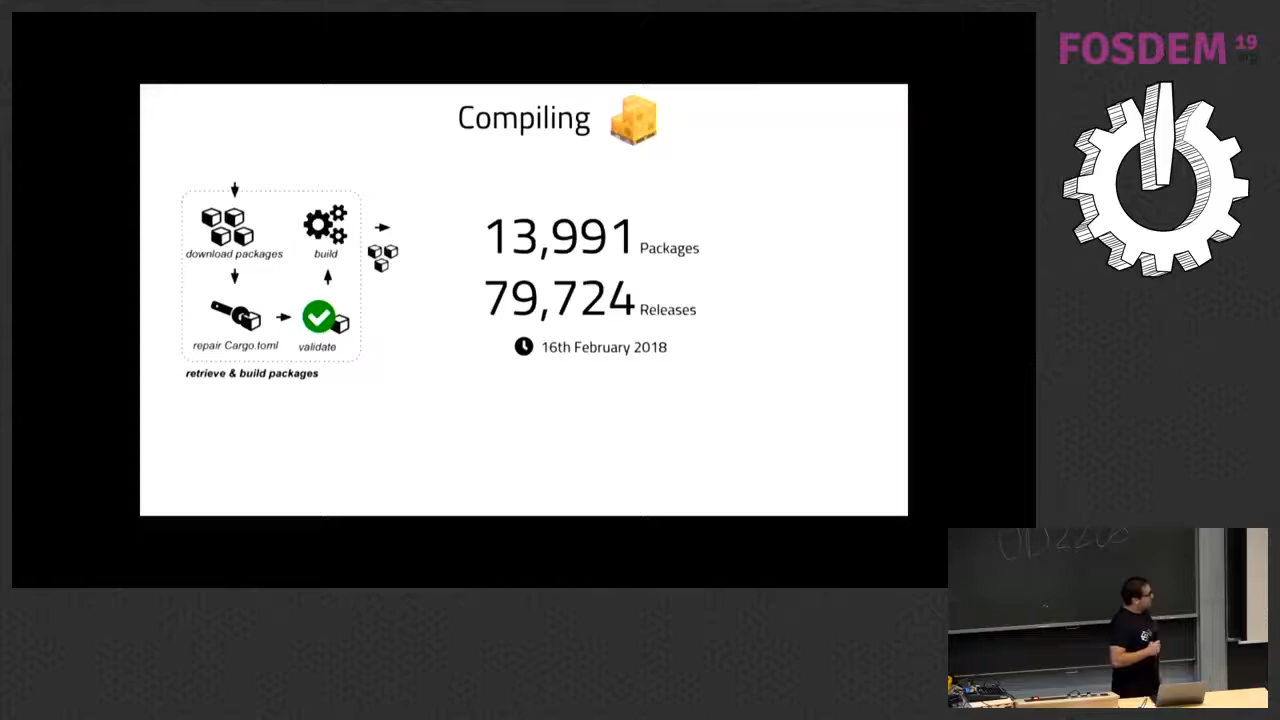 FOSDEM 19
.org
Compiling
13,991 Packages
79,724 Releases
16th February 2018
download packages
build
repair Cargo.toml
validate
retrieve & build packages